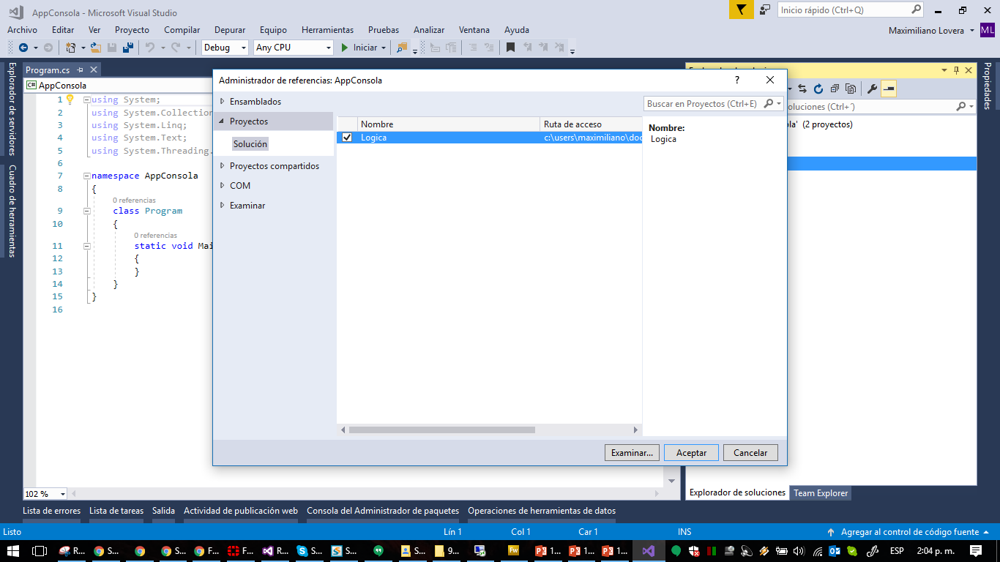 AppConsola - Microsoft Visual Studio
Inicio rápido (Ctrl+Q)
Archivo Editar Ver Proyecto Compilar Depurar Equipo Herramientas Pruebas Analizar Ventana Ayuda
Maximiliano Lovera ML
Debug Any CPU Iniciar
Explorador de servidores
Cuadro de herramientas
Program.cs
C# AppConsola
1 using System;
2 using System.Collection
3 using System.Linq;
4 using System.Text;
5 using System.Threading.
6
7 namespace AppConsola
8 {
0 referencias
9 class Program
10 {
0 referencias
11 static void Mai
12 {
13 }
14 }
15 }
16
102 %
Administrador de referencias: AppConsola
?
Ensamblados
Proyectos
Solución
Proyectos compartidos
COM
Examinar
Nombre Ruta de acceso
Logica c:\users\maximiliano\doc
Buscar en Proyectos (Ctrl+E)
Nombre:
Logica
Examinar... Aceptar Cancelar
oluciones (Ctrl+´)
ola' (2 proyectos)
Propiedades
Explorador de soluciones Team Explorer
Lista de errores Lista de tareas Salida Actividad de publicación web Consola del Administrador de paquetes Operaciones de herramientas de datos
Listo Lín 1 Col 1 Car 1 INS Agregar al control de código fuente
R... S... S... F... F... R... S... S... S... 9... Fw 1... 1... 1... ESP 2:04 p. m.